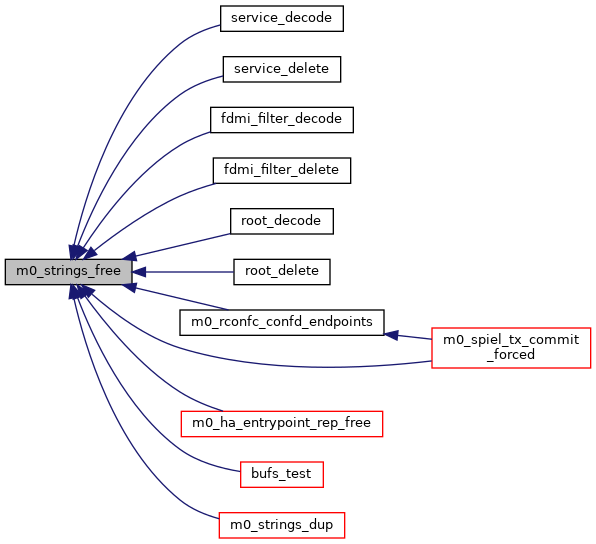 service_decode
service_delete
fdmi_filter_decode
fdmi_filter_delete
root_decode
m0_strings_free
root_delete
m0_rconfc_confd_endpoints
m0_spiel_tx_commit
_forced
m0_ha_entrypoint_rep_free
bufs_test
m0_strings_dup